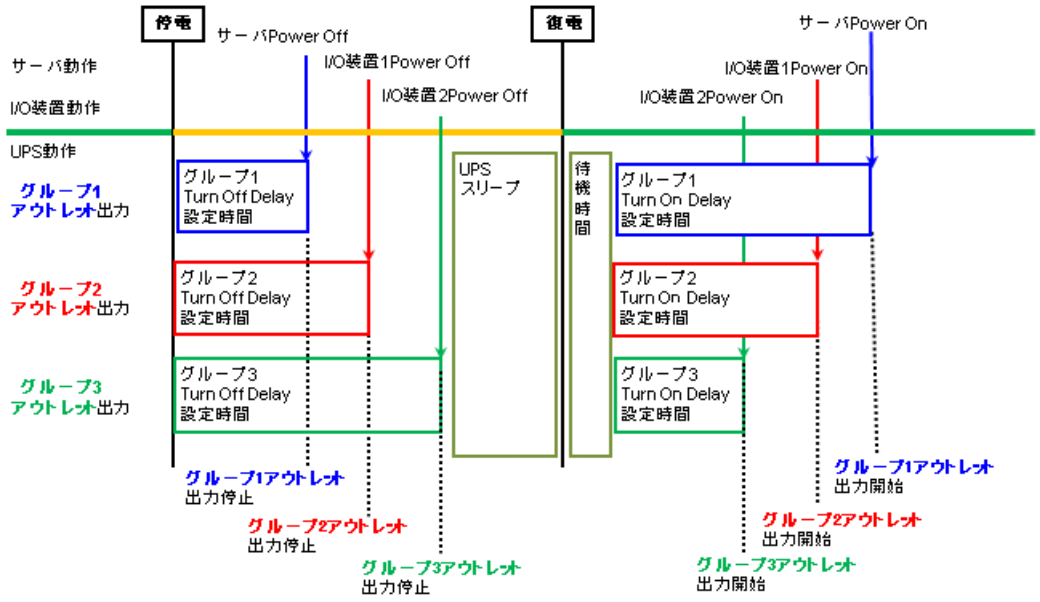 停電
サーバPower Off
I/O装置1Power Off
I/O装置2Power Off
復電
サーバPower On
I/O装置1Power On
I/O装置2Power On
サーバ動作
I/O装置動作
UPS動作
グループ1
アウトレット出力
グループ1
Turn Off Delay
設定時間
UPS
スリープ
待
機
時
間
グループ1
Turn On Delay
設定時間
グループ2
アウトレット出力
グループ2
Turn Off Delay
設定時間
グループ2
Turn On Delay
設定時間
グループ3
アウトレット出力
グループ3
Turn Off Delay
設定時間
グループ3
Turn On Delay
設定時間
グループ1アウトレット
出力停止
グループ2アウトレット
出力停止
グループ3アウトレット
出力停止
グループ1アウトレット
出力開始
グループ2アウトレット
出力開始
グループ3アウトレット
出力開始